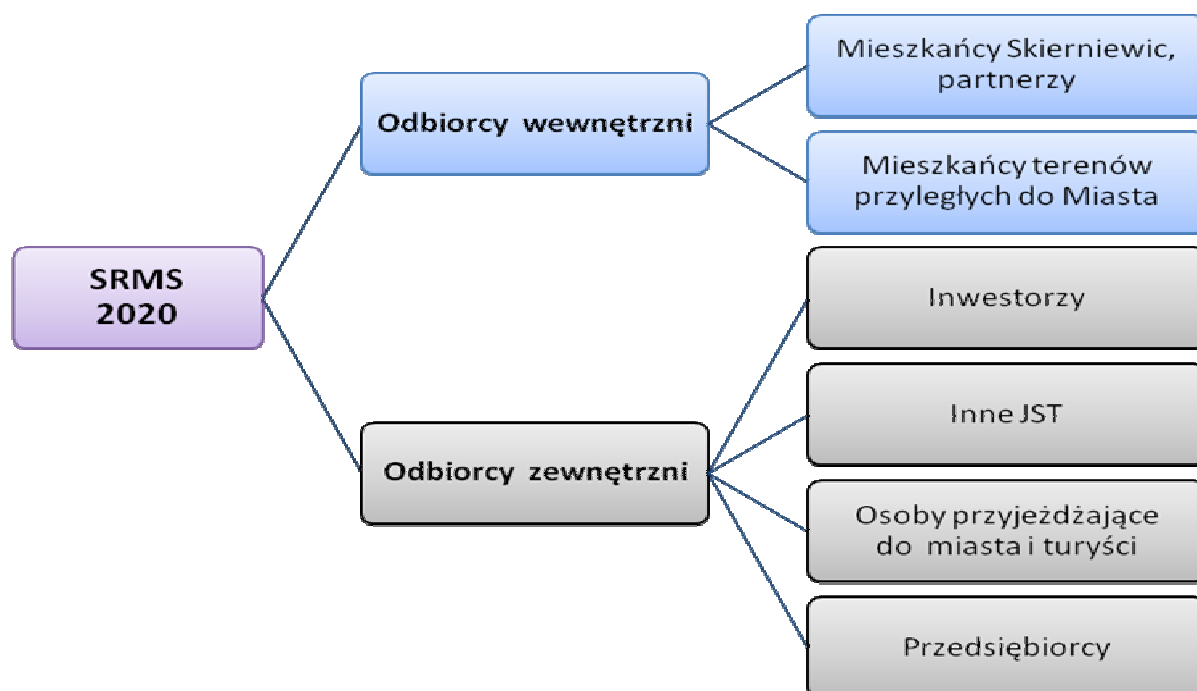 SRMS
2020
Odbiorcy wewnętrzni
Mieszkańcy Skierniewic,
partnerzy
Mieszkańcy terenów
przyległych do Miasta
Odbiorcy zewnętrzni
Inwestorzy
Inne JST
Osoby przyjeżdżające
do miasta i turyści
Przedsiębiorcy